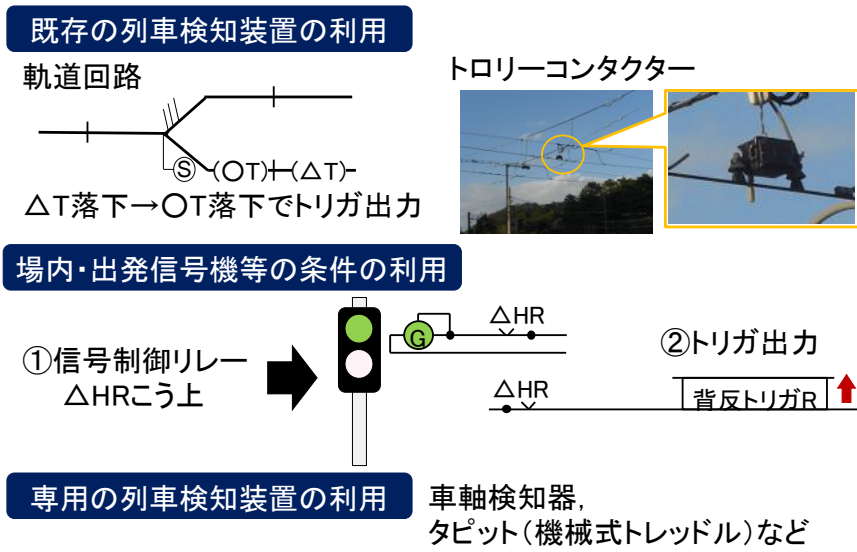 既存の列車検知装置の利用
軌道回路
トロリーコンタクター
Ⓢ (〇T) (△T)
△T落下→〇T落下でトリガ出力
場内・出発信号機等の条件の利用
①信号制御リレー
△HRこう上
G
△HR
△HR
②トリガ出力
背反トリガR
専用の列車検知装置の利用
車軸検知器,
タピット（機械式トレッドル）など